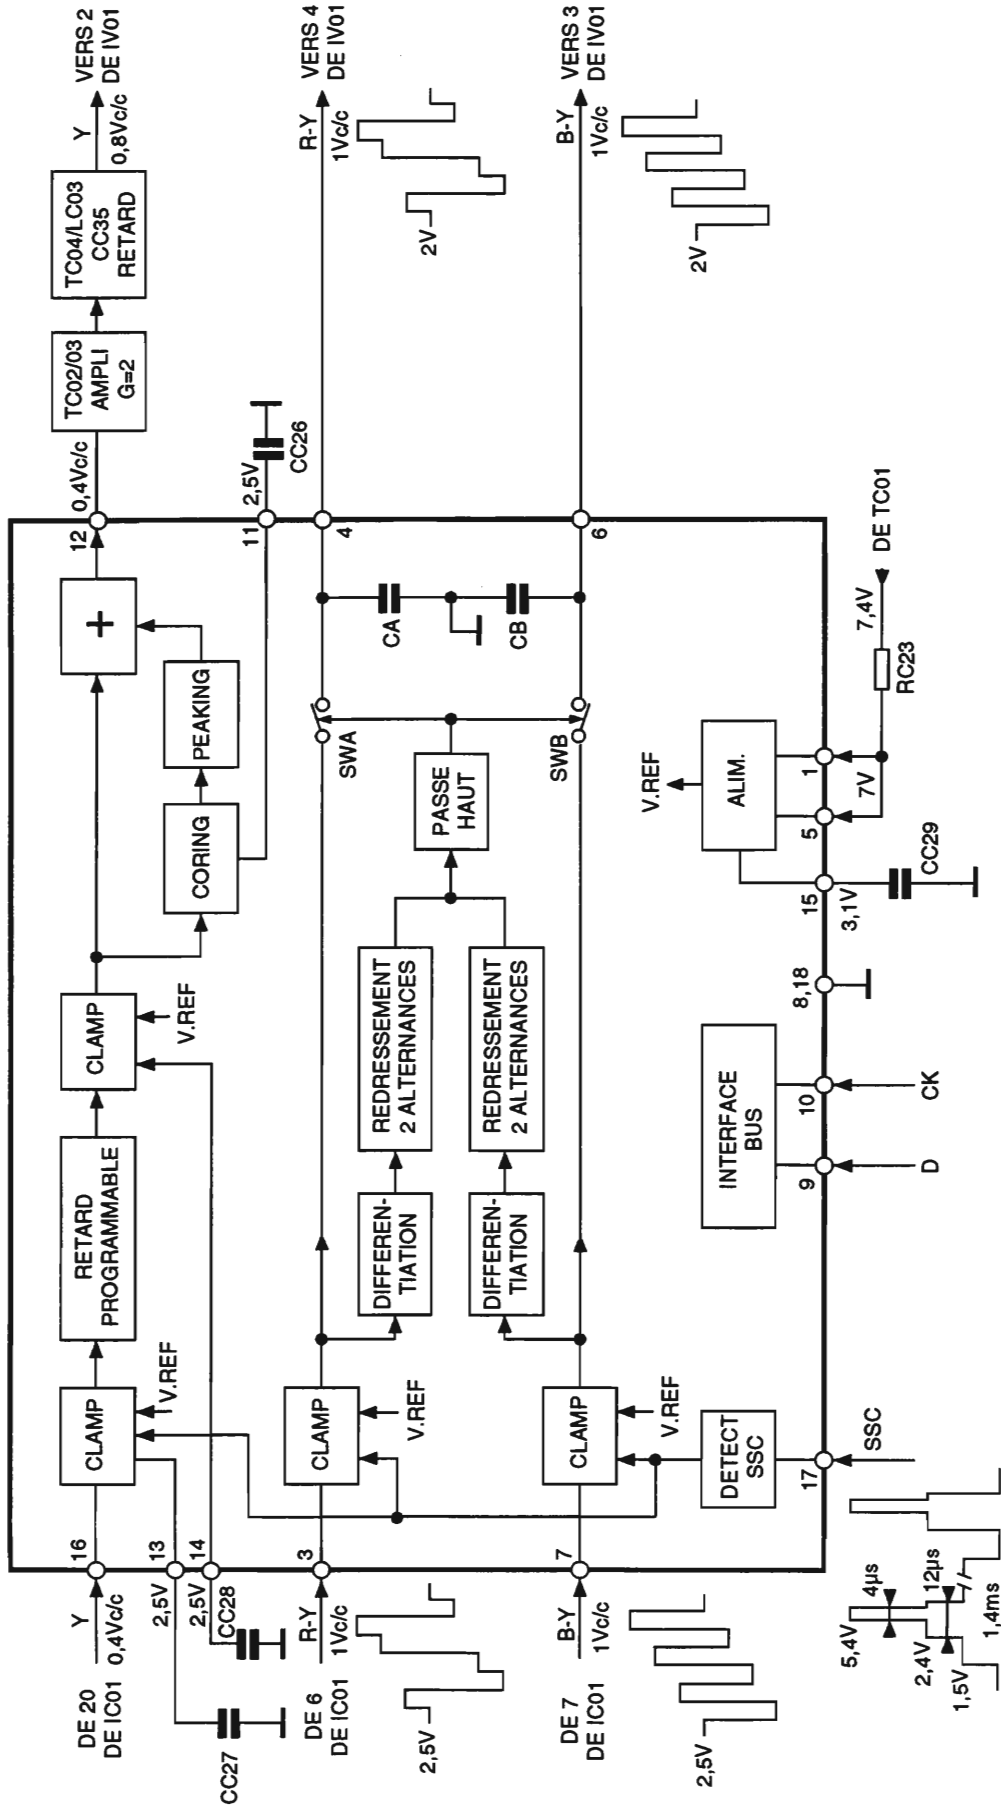 DE 20
DE IC01
Y
0,4Vc/c
16
CLAMP
V.REF
RETARD
PROGRAMMABLE
CLAMP
V.REF
+
12
0,4Vc/c
TC02/03
AMPLI
G=2
TC04/LC03
CC35
RETARD
Y
0,8Vc/c
VERS 2
DE IV01
CORING
PEAKING
11
2,5V
CC26
13
2,5V
CC27
14
2,5V
CC28
DE 6
DE IC01
R-Y
1Vc/c
3
2,5V
CLAMP
V.REF
DIFFEREN-
TIATION
REDRESSEMENT
2 ALTERNANCES
SWA
CA
4
R-Y
1Vc/c
VERS 4
DE IV01
2V
PASSE
HAUT
DIFFEREN-
TIATION
REDRESSEMENT
2 ALTERNANCES
SWB
CB
DE 7
DE IC01
B-Y
1Vc/c
7
2,5V
CLAMP
V.REF
6
B-Y
1Vc/c
VERS 3
DE IV01
2V
DETECT
SSC
17
SSC
5,4V
4µs
2,4V
12µs
1,5V
1,4ms
INTERFACE
BUS
9
D
10
CK
8,18
V.REF
ALIM.
15
3,1V
CC29
5
7V
1
RC23
7,4V
DE TC01